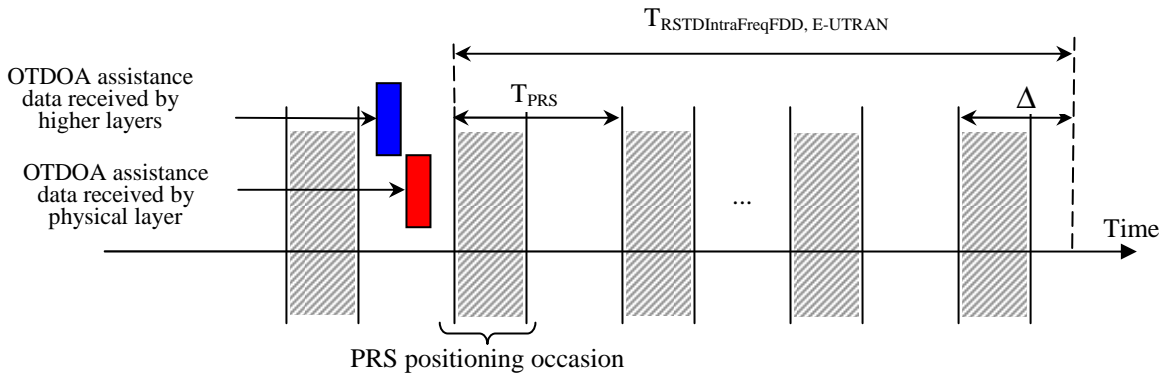 T_RSTDIntraFreqFDD, E-UTRAN
OTDOA assistance
data received by
higher layers
T_PRS
Δ
OTDOA assistance
data received by
physical layer
...
Time
PRS positioning occasion